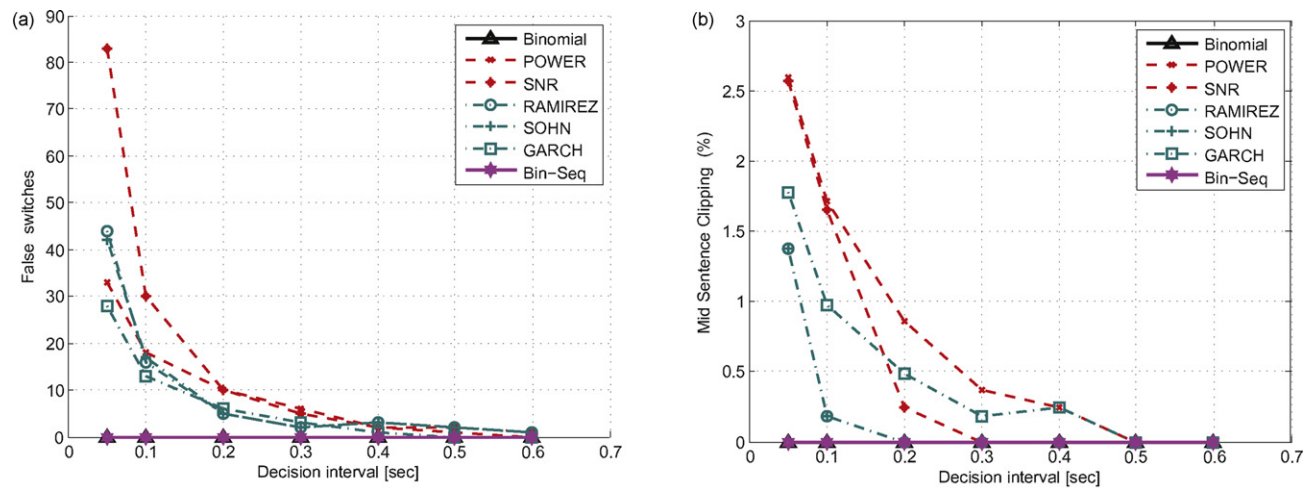 (a)
90
80
70
60
50
40
30
20
10
0
False switches
0
0.1
0.2
0.3
0.4
0.5
0.6
0.7
Decision interval [sec]
Binomial
POWER
SNR
RAMIREZ
SOHN
GARCH
Bin-Seq
(b)
3
2.5
2
1.5
1
0.5
0
Mid Sentence Clipping (%)
0
0.1
0.2
0.3
0.4
0.5
0.6
0.7
Decision interval [sec]
Binomial
POWER
SNR
RAMIREZ
SOHN
GARCH
Bin-Seq